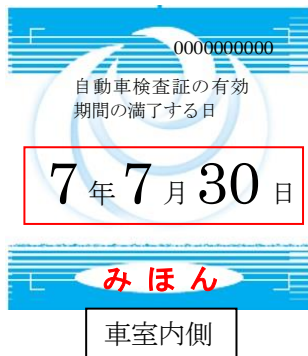 0000000000
自動車検査証の有効
期間の満了する日
7年7月30日
みほん
車室内側